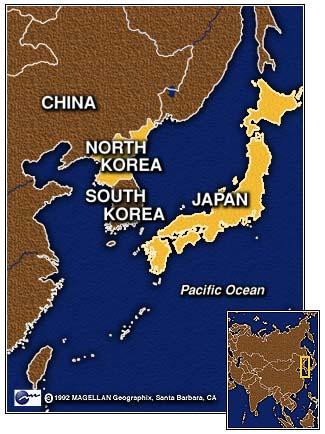 CHINA
NORTH
KOREA
SOUTH
KOREA
JAPAN
Pacific Ocean
© 1992 MAGELLAN Geographix, Santa Barbara, CA